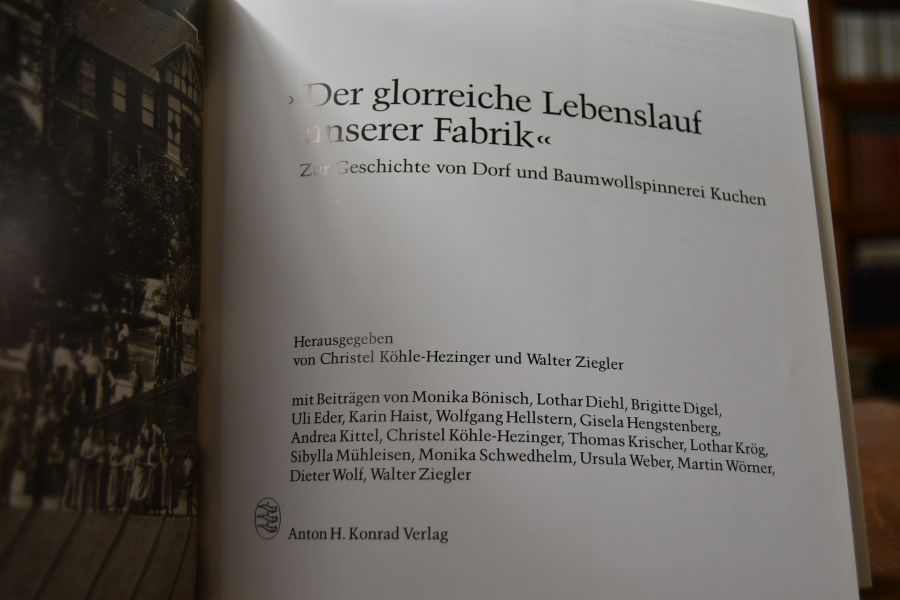 ›Der glorreiche Lebenslauf
unserer Fabrik«
Zur Geschichte von Dorf und Baumwollspinnerei Kuchen
Herausgegeben
von Christel Köhle-Hezinger und Walter Ziegler
mit Beiträgen von Monika Bönisch, Lothar Diehl, Brigitte Digel,
Uli Eder, Karin Haist, Wolfgang Hellstern, Gisela Hengstenberg,
Andrea Kittel, Christel Köhle-Hezinger, Thomas Krischer, Lothar Krög,
Sibylla Mühleisen, Monika Schwedhelm, Ursula Weber, Martin Wörner,
Dieter Wolf, Walter Ziegler
Anton H. Konrad Verlag